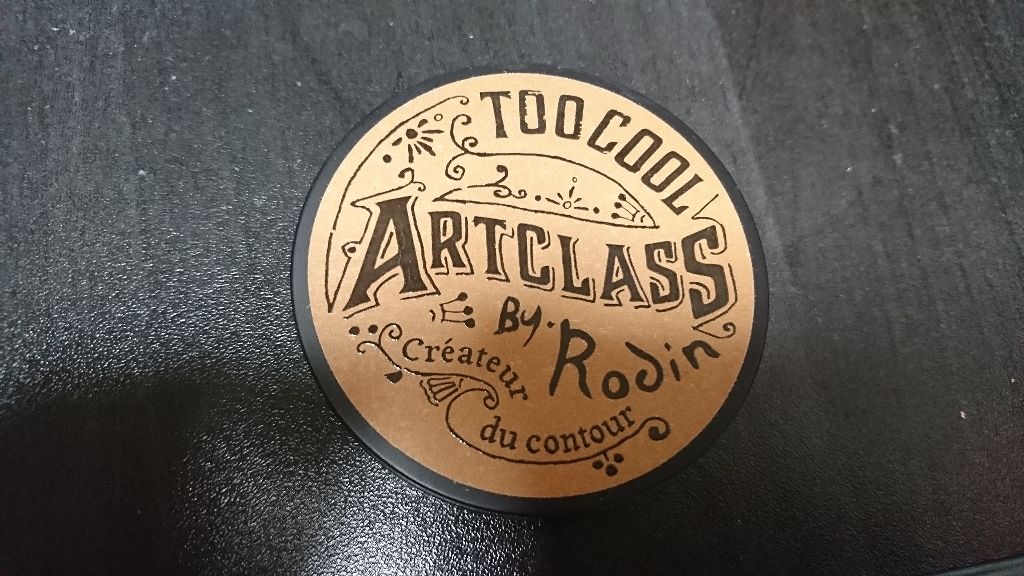 TOO COOL
ARTCLASS
By. Rodin
Créateur
du contour